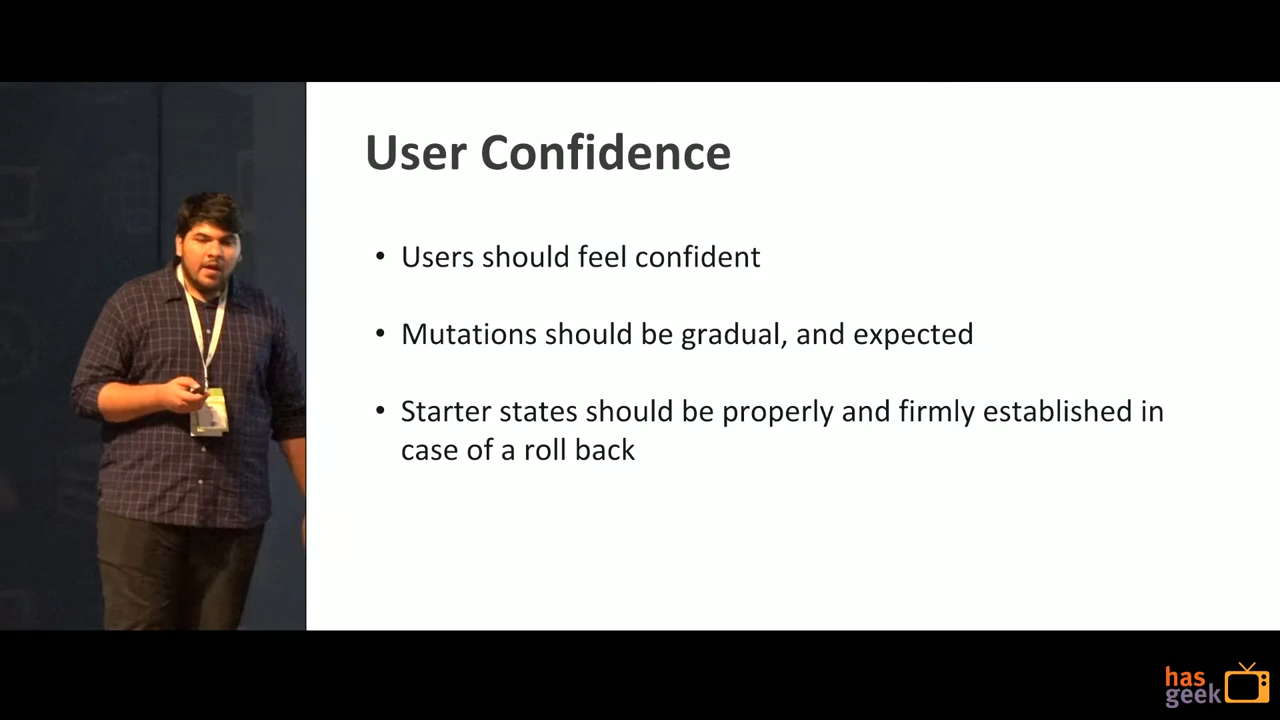 User Confidence
• Users should feel confident
• Mutations should be gradual, and expected
• Starter states should be properly and firmly established in
case of a roll back
has
geek